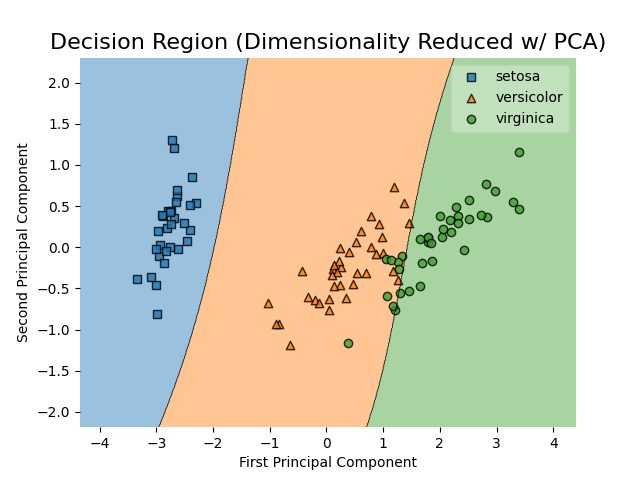 Decision Region (Dimensionality Reduced w/ PCA)
setosa
versicolor
virginica
2.0
1.5
1.0
0.5
0.0
−0.5
−1.0
−1.5
−2.0
Second Principal Component
−4 −3 −2 −1 0 1 2 3 4
First Principal Component